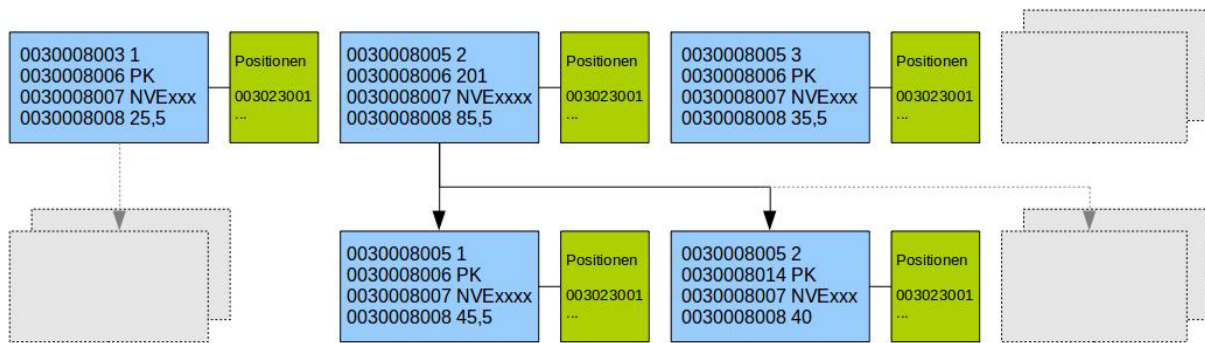 0030008003 1
0030008006 PK
0030008007 NVExxx
0030008008 25,5
Positionen
003023001
...
0030008005 2
0030008006 201
0030008007 NVExxxx
0030008008 85,5
Positionen
003023001
...
0030008005 3
0030008006 PK
0030008007 NVExxx
0030008008 35,5
Positionen
003023001
...
0030008005 1
0030008006 PK
0030008007 NVExxxx
0030008008 45,5
Positionen
003023001
...
0030008005 2
0030008014 PK
0030008007 NVExxx
0030008008 40
Positionen
003023001
...